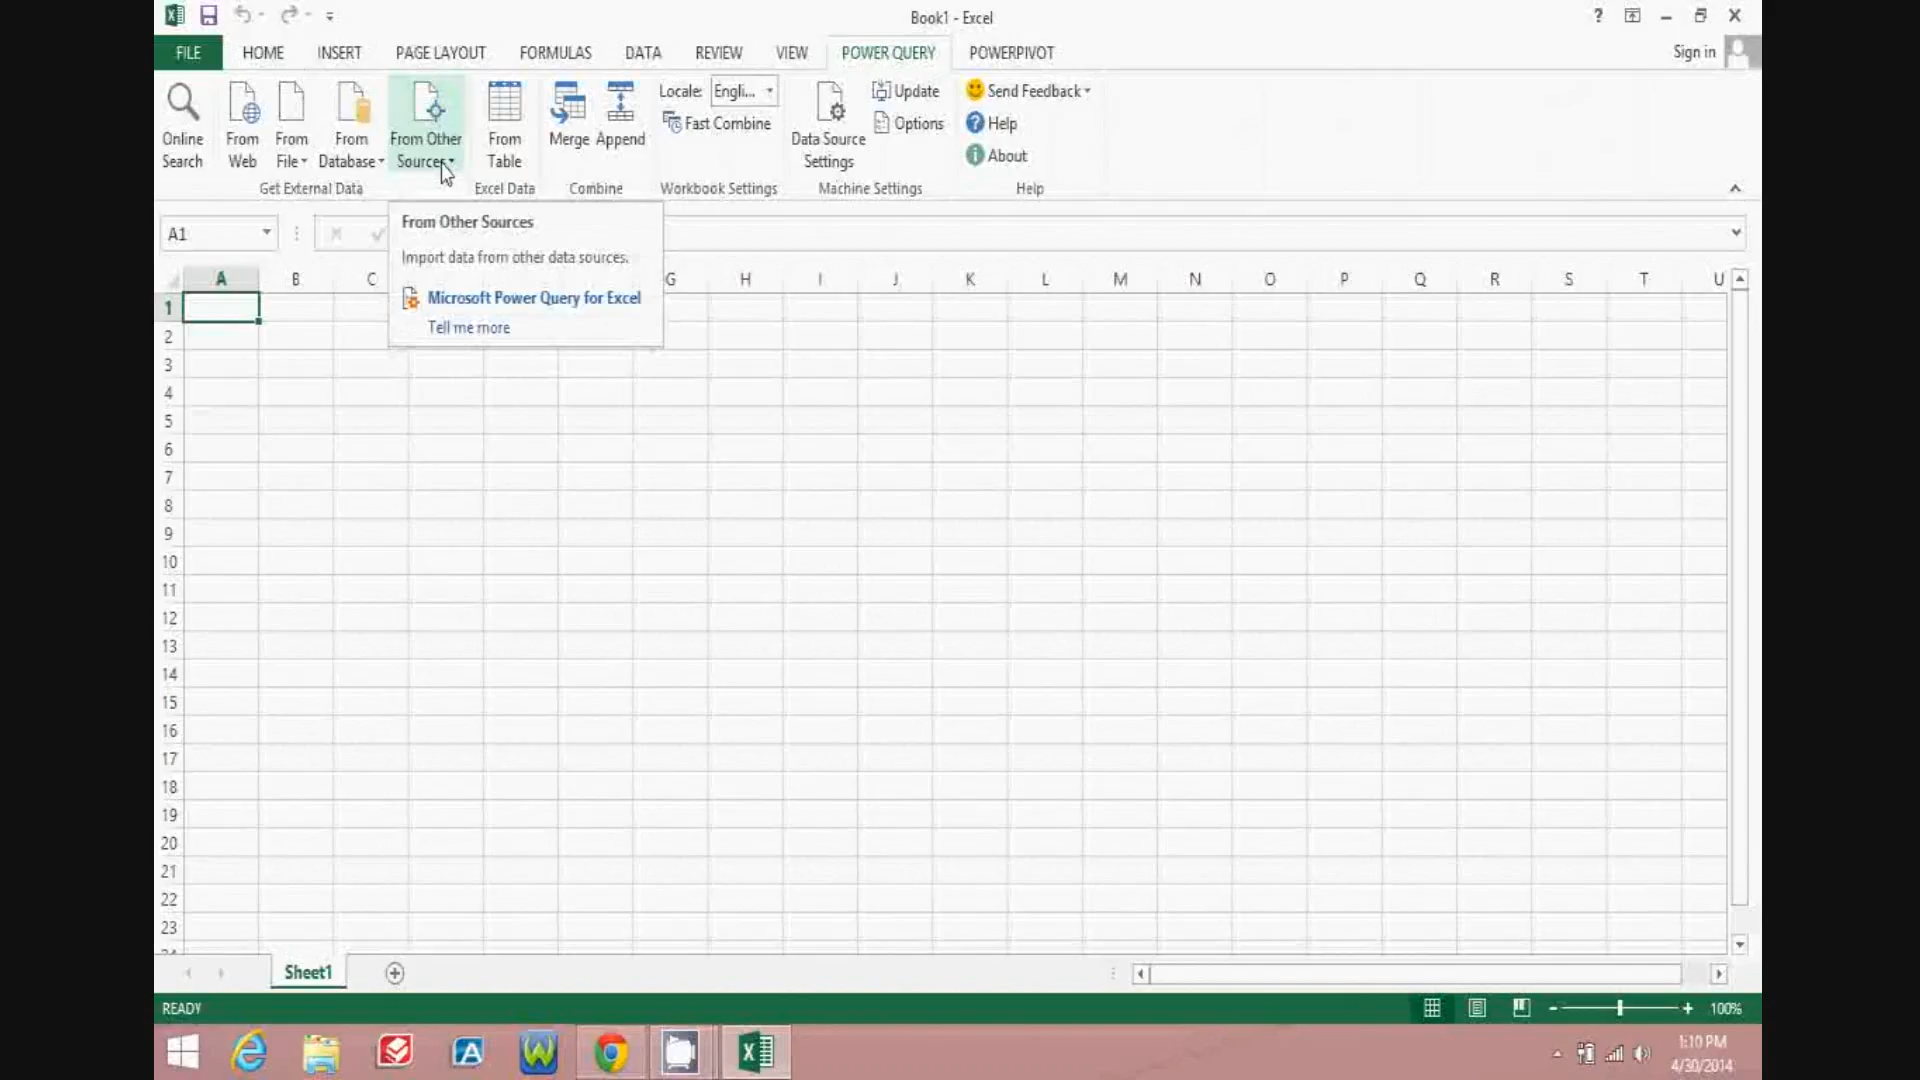 Book1 - Excel
?
FILE HOME INSERT PAGE LAYOUT FORMULAS DATA REVIEW VIEW POWER QUERY POWERPIVOT Sign in
Online Search
From Web
From File
From Database
From Other Sources
From Table
Merge
Append
Locale: Engli...
Fast Combine
Data Source Settings
Update
Options
Send Feedback
Help
About
Get External Data Excel Data Combine Workbook Settings Machine Settings Help
A1
From Other Sources
Import data from other data sources.
Microsoft Power Query for Excel
Tell me more
A B C G H I J K L M N O P Q R S T U
1
2
3
4
5
6
7
8
9
10
11
12
13
14
15
16
17
18
19
20
21
22
23
24
Sheet1
READY 100%
1:10 PM
4/30/2014